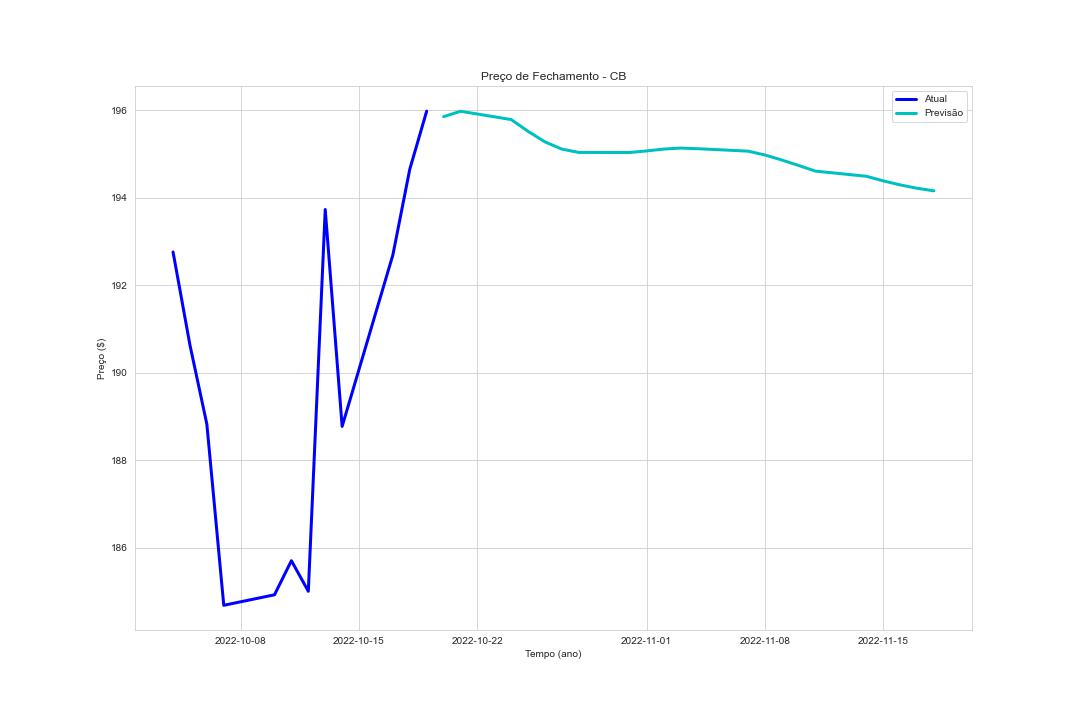 Preço de Fechamento - CB
Atual
Previsão
196
194
192
190
188
186
Preço ($)
2022-10-08
2022-10-15
2022-10-22
2022-11-01
2022-11-08
2022-11-15
Tempo (ano)